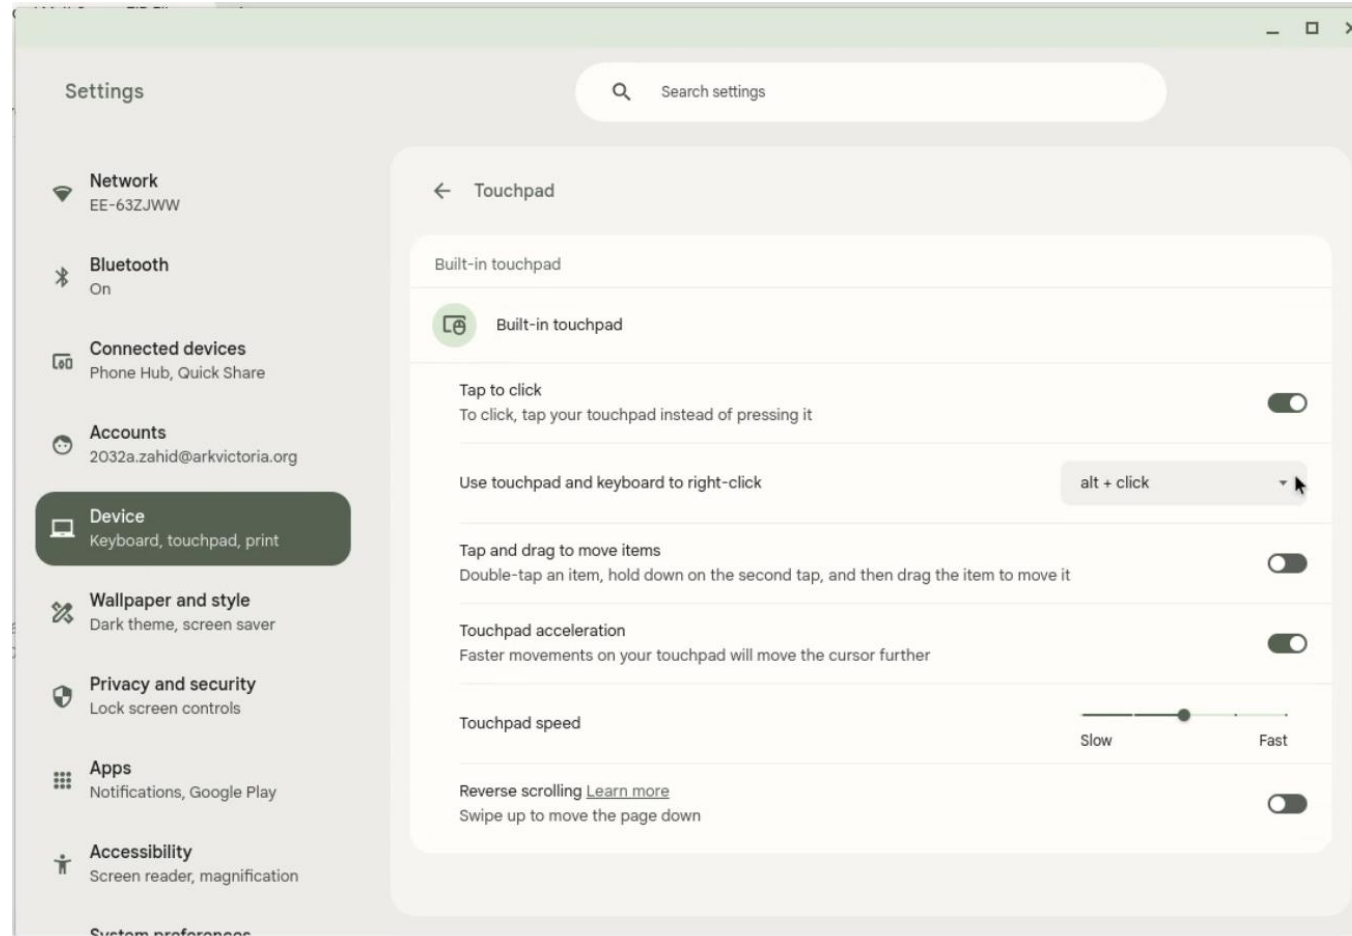 Settings
Search settings
Network
EE-63ZJWW
Bluetooth
On
Connected devices
Phone Hub, Quick Share
Accounts
2032a.zahid@arkvictoria.org
Device
Keyboard, touchpad, print
Wallpaper and style
Dark theme, screen saver
Privacy and security
Lock screen controls
Apps
Notifications, Google Play
Accessibility
Screen reader, magnification
System preferences
Touchpad
Built-in touchpad
Built-in touchpad
Tap to click
To click, tap your touchpad instead of pressing it
Use touchpad and keyboard to right-click
alt + click
Tap and drag to move items
Double-tap an item, hold down on the second tap, and then drag the item to move it
Touchpad acceleration
Faster movements on your touchpad will move the cursor further
Touchpad speed
Slow
Fast
Reverse scrolling Learn more
Swipe up to move the page down